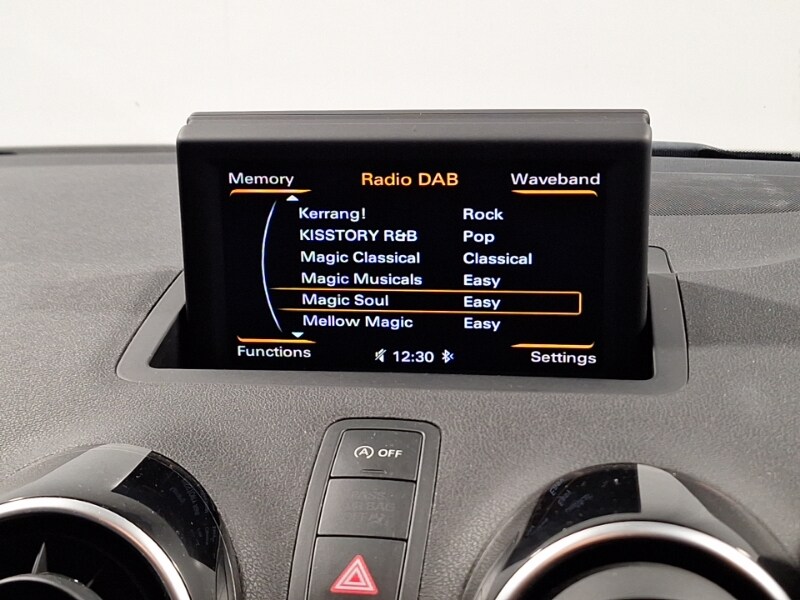 Memory Radio DAB Waveband
Kerrang! Rock
KISSTORY R&B Pop
Magic Classical Classical
Magic Musicals Easy
Magic Soul Easy
Mellow Magic Easy
Functions 12:30 Settings
A OFF